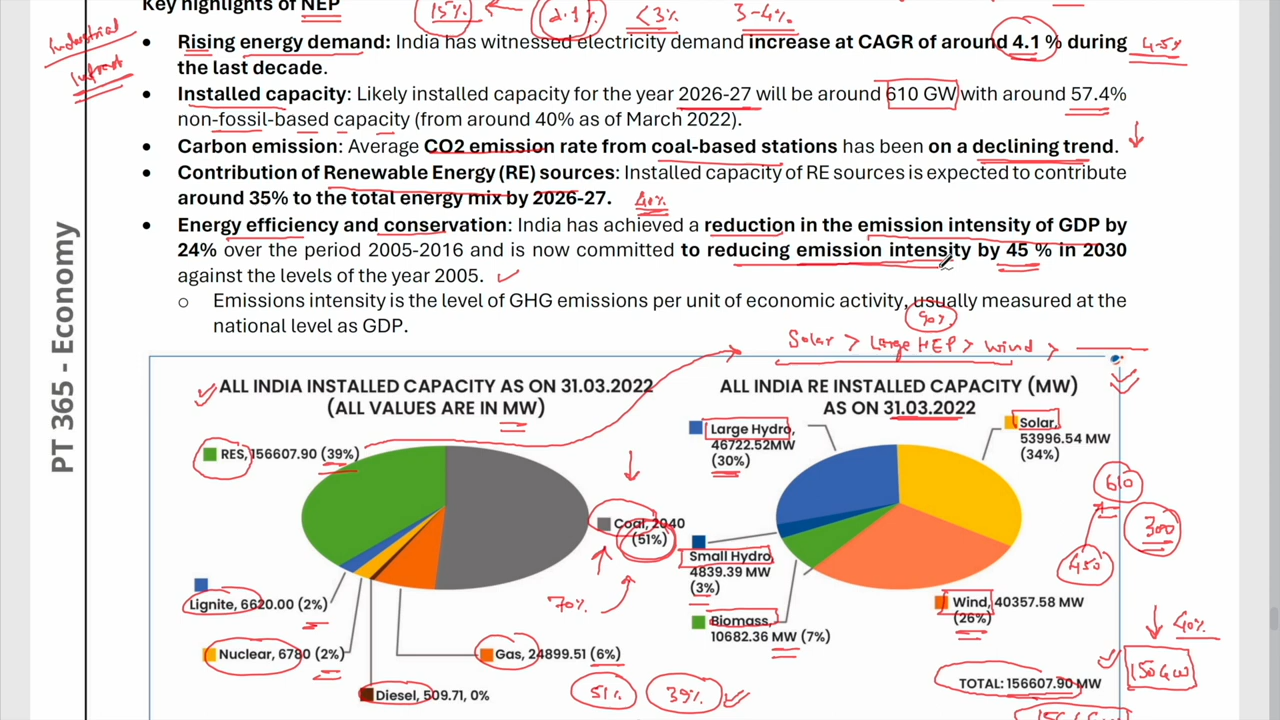 Key highlights of NEP
15% 2.1% <3% 3-4%
Industrial
Infrast
• Rising energy demand: India has witnessed electricity demand increase at CAGR of around 4.1 % during
the last decade.
4-5%
• Installed capacity: Likely installed capacity for the year 2026-27 will be around 610 GW with around 57.4%
non-fossil-based capacity (from around 40% as of March 2022).
• Carbon emission: Average CO2 emission rate from coal-based stations has been on a declining trend.
• Contribution of Renewable Energy (RE) sources: Installed capacity of RE sources is expected to contribute
around 35% to the total energy mix by 2026-27.
40%
• Energy efficiency and conservation: India has achieved a reduction in the emission intensity of GDP by
24% over the period 2005-2016 and is now committed to reducing emission intensity by 45 % in 2030
against the levels of the year 2005.
○ Emissions intensity is the level of GHG emissions per unit of economic activity, usually measured at the
national level as GDP.
90%
Solar > Large HEP > Wind >
PT 365 - Economy
ALL INDIA INSTALLED CAPACITY AS ON 31.03.2022
(ALL VALUES ARE IN MW)
RES, 156607.90 (39%)
Coal, 2040
(51%)
70%
Lignite, 6620.00 (2%)
Nuclear, 6780 (2%)
Gas, 24899.51 (6%)
Diesel, 509.71, 0%
51% 39%
ALL INDIA RE INSTALLED CAPACITY (MW)
AS ON 31.03.2022
Large Hydro,
46722.52MW
(30%)
Solar,
53996.54 MW
(34%)
Small Hydro
4839.39 MW
(3%)
Biomass,
10682.36 MW (7%)
Wind, 40357.58 MW
(26%)
TOTAL: 156607.90 MW
610
300
450
40%
150GW